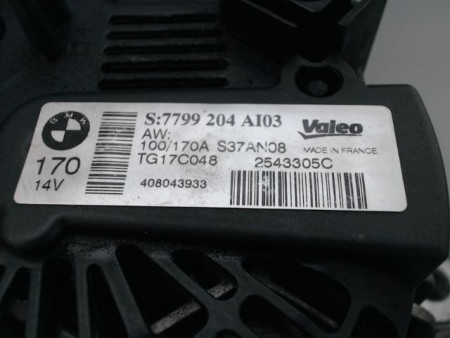 BMW
S:7799 204 AI03
Valeo
AW:
100/170A S37AN08
MADE IN FRANCE
170
TG17C048
2543305C
14V
408043933